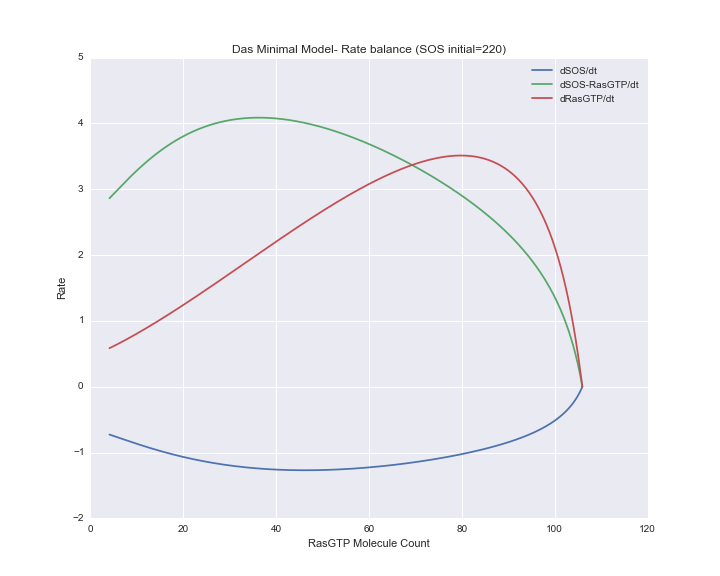 Das Minimal Model- Rate balance (SOS initial=220)
dSOS/dt
dSOS-RasGTP/dt
dRasGTP/dt
5
4
3
2
1
0
−1
−2
Rate
0 20 40 60 80 100 120
RasGTP Molecule Count